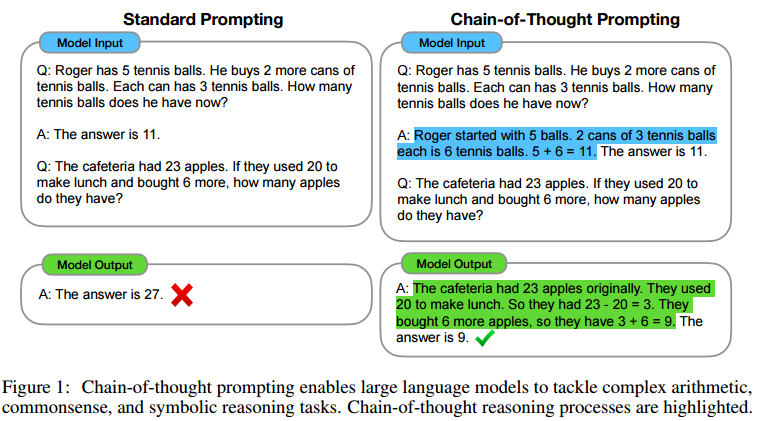 Standard Prompting
Model Input
Q: Roger has 5 tennis balls. He buys 2 more cans of
tennis balls. Each can has 3 tennis balls. How many
tennis balls does he have now?
A: The answer is 11.
Q: The cafeteria had 23 apples. If they used 20 to
make lunch and bought 6 more, how many apples
do they have?
Model Output
A: The answer is 27.
Chain-of-Thought Prompting
Model Input
Q: Roger has 5 tennis balls. He buys 2 more cans of
tennis balls. Each can has 3 tennis balls. How many
tennis balls does he have now?
A: Roger started with 5 balls. 2 cans of 3 tennis balls
each is 6 tennis balls. 5 + 6 = 11. The answer is 11.
Q: The cafeteria had 23 apples. If they used 20 to
make lunch and bought 6 more, how many apples
do they have?
Model Output
A: The cafeteria had 23 apples originally. They used
20 to make lunch. So they had 23 - 20 = 3. They
bought 6 more apples, so they have 3 + 6 = 9. The
answer is 9.
Figure 1: Chain-of-thought prompting enables large language models to tackle complex arithmetic,
commonsense, and symbolic reasoning tasks. Chain-of-thought reasoning processes are highlighted.